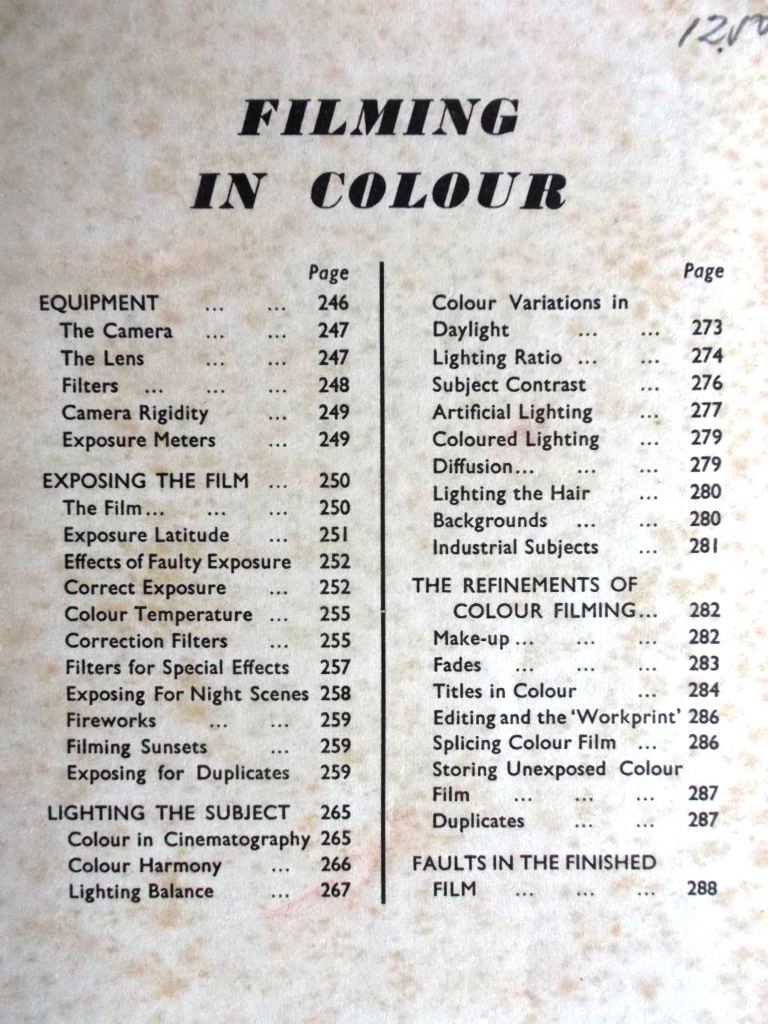 12.00
FILMING
IN COLOUR
Page
EQUIPMENT ... ... 246
The Camera ... ... 247
The Lens ... ... 247
Filters ... ... ... 248
Camera Rigidity ... 249
Exposure Meters ... 249
EXPOSING THE FILM ... 250
The Film... ... ... 250
Exposure Latitude ... 251
Effects of Faulty Exposure 252
Correct Exposure ... 252
Colour Temperature ... 255
Correction Filters ... 255
Filters for Special Effects 257
Exposing For Night Scenes 258
Fireworks ... ... 259
Filming Sunsets ... 259
Exposing for Duplicates 259
LIGHTING THE SUBJECT 265
Colour in Cinematography 265
Colour Harmony ... 266
Lighting Balance ... 267
Page
Colour Variations in
Daylight ... ... 273
Lighting Ratio ... ... 274
Subject Contrast ... 276
Artificial Lighting ... 277
Coloured Lighting ... 279
Diffusion... ... ... 279
Lighting the Hair ... 280
Backgrounds ... ... 280
Industrial Subjects ... 281
THE REFINEMENTS OF
COLOUR FILMING... 282
Make-up ... ... ... 282
Fades ... ... ... 283
Titles in Colour ... 284
Editing and the 'Workprint' 286
Splicing Colour Film ... 286
Storing Unexposed Colour
Film ... ... ... 287
Duplicates ... ... 287
FAULTS IN THE FINISHED
FILM ... ... ... 288